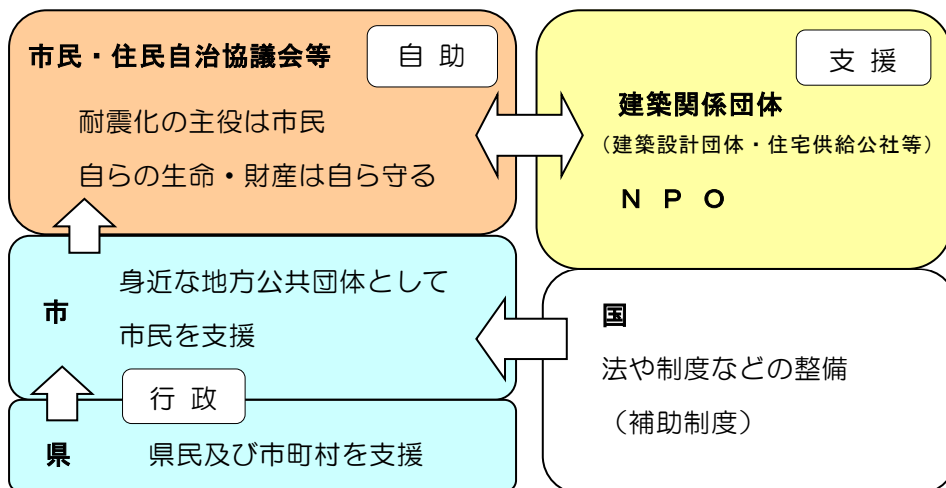 市民・住民自治協議会等
自 助
耐震化の主役は市民
自らの生命・財産は自ら守る
支 援
建築関係団体
（建築設計団体・住宅供給公社等）
Ｎ Ｐ Ｏ
市
身近な地方公共団体として
市民を支援
行 政
県
県民及び市町村を支援
国
法や制度などの整備
（補助制度）